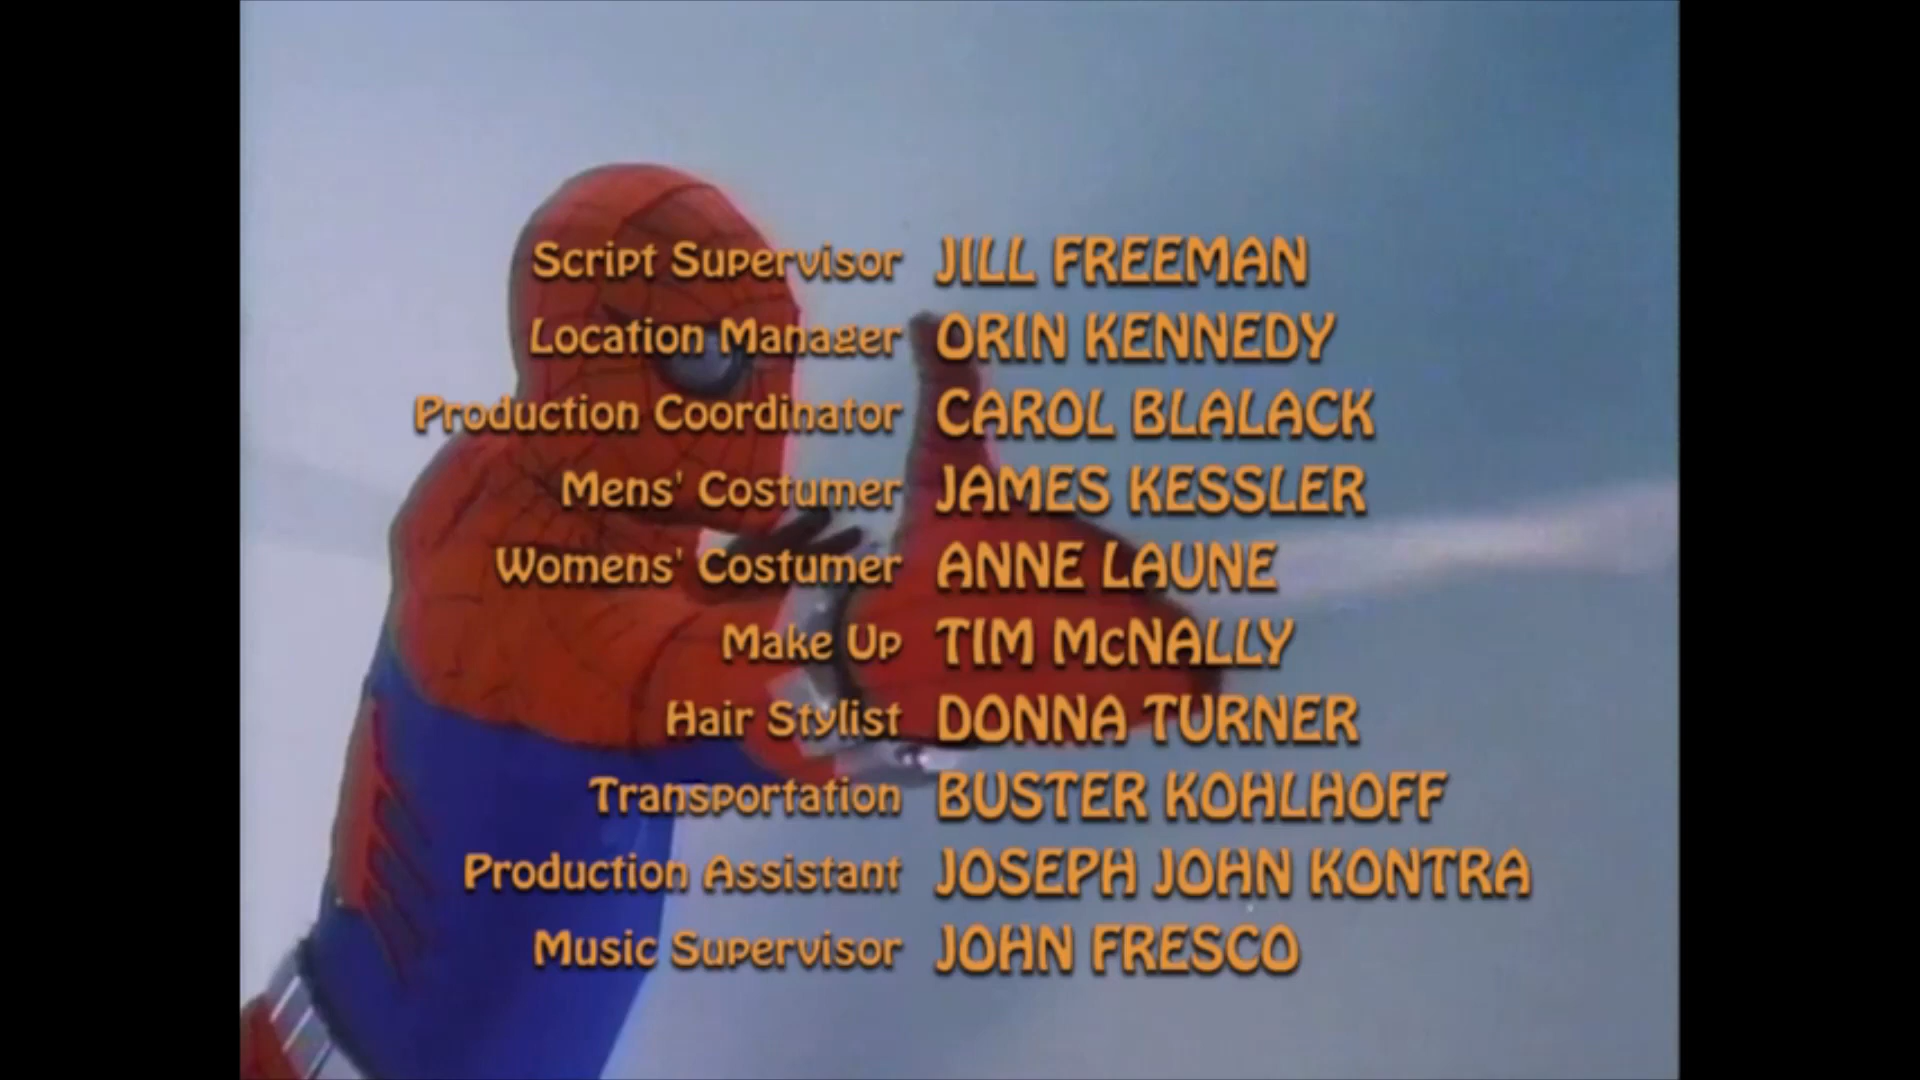 Script Supervisor JILL FREEMAN
Location Manager ORIN KENNEDY
Production Coordinator CAROL BLALACK
Mens' Costumer JAMES KESSLER
Womens' Costumer ANNE LAUNE
Make Up TIM McNALLY
Hair Stylist DONNA TURNER
Transportation BUSTER KOHLHOFF
Production Assistant JOSEPH JOHN KONTRA
Music Supervisor JOHN FRESCO